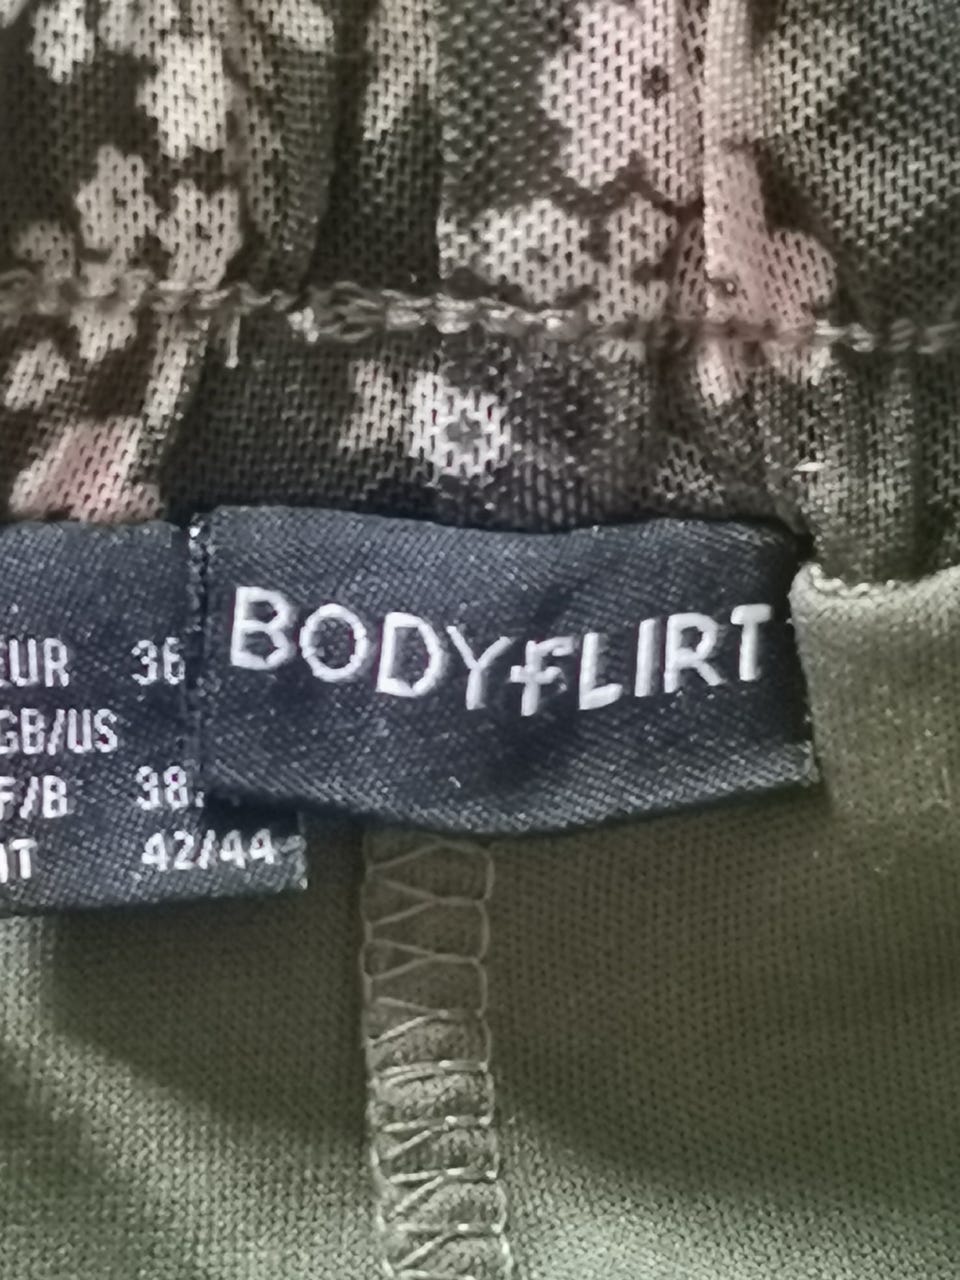 BODYFLIRT
EUR 36
GB/US
F/B 38
IT 42/44